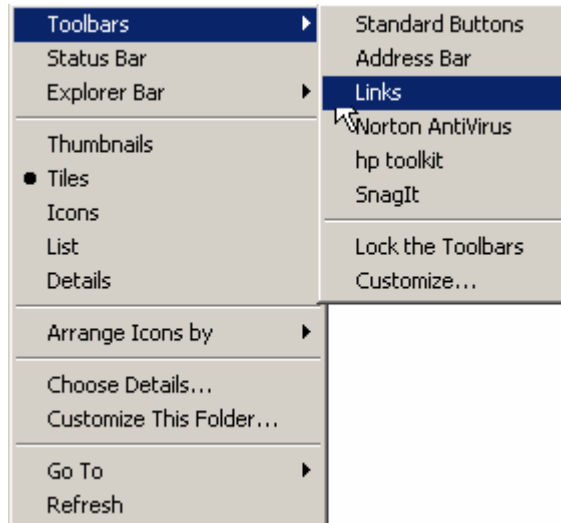 Toolbars
Status Bar
Explorer Bar
Thumbnails
Tiles
Icons
List
Details
Arrange Icons by
Choose Details...
Customize This Folder...
Go To
Refresh
Standard Buttons
Address Bar
Links
Norton AntiVirus
hp toolkit
SnagIt
Lock the Toolbars
Customize...